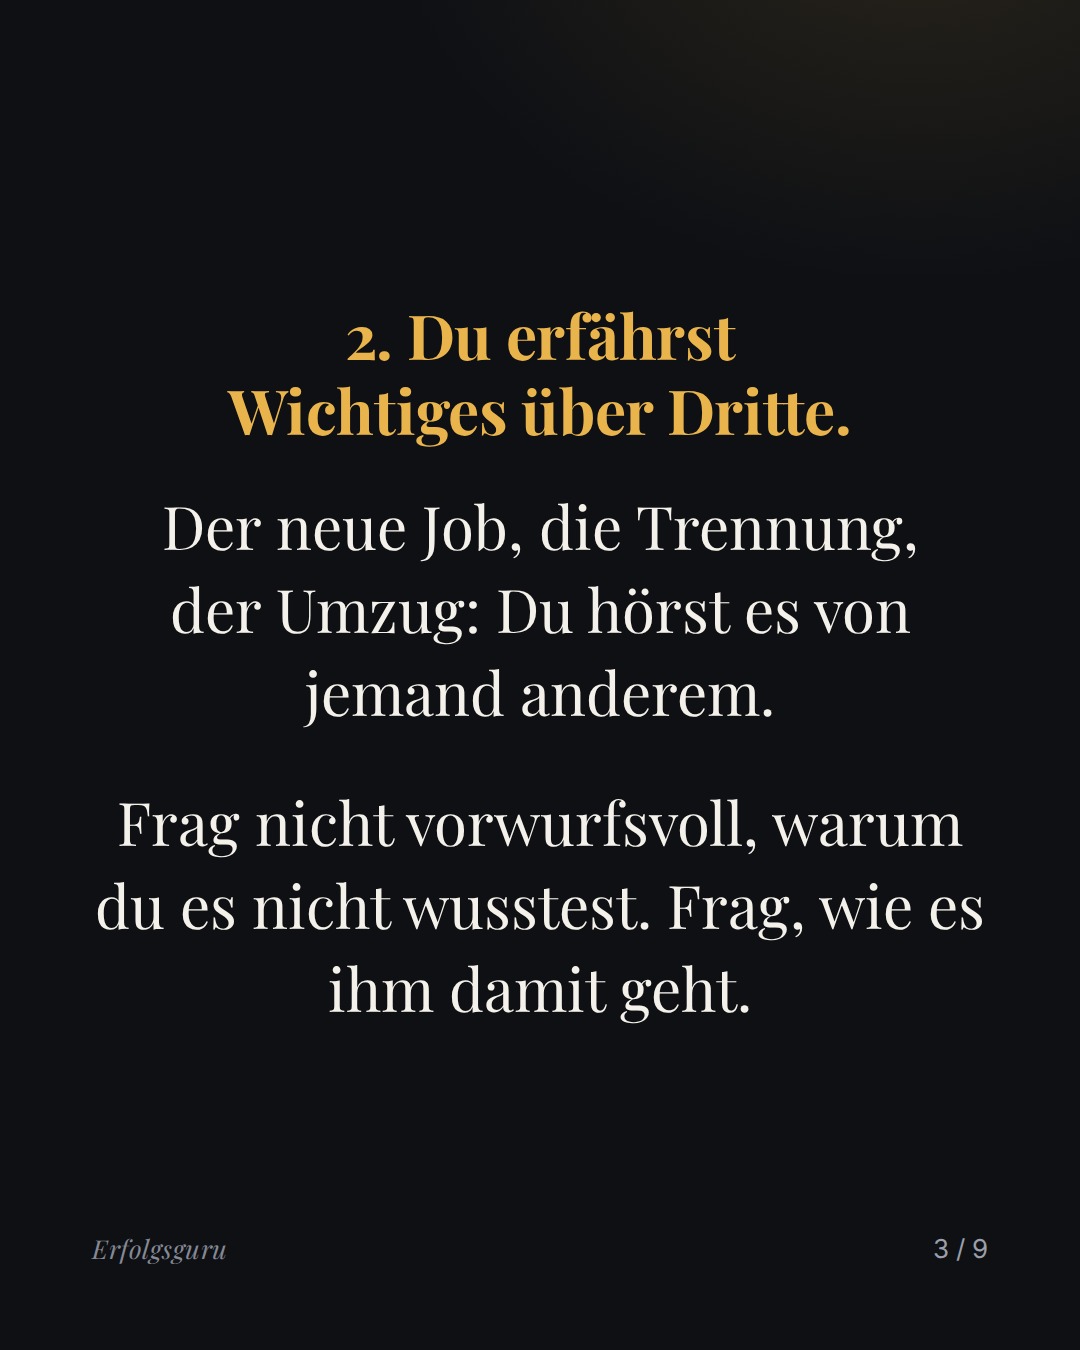 2. Du erfährst
Wichtiges über Dritte.
Der neue Job, die Trennung,
der Umzug: Du hörst es von
jemand anderem.
Frag nicht vorwurfsvoll, warum
du es nicht wusstest. Frag, wie es
ihm damit geht.
Erfolgsguru
3 / 9